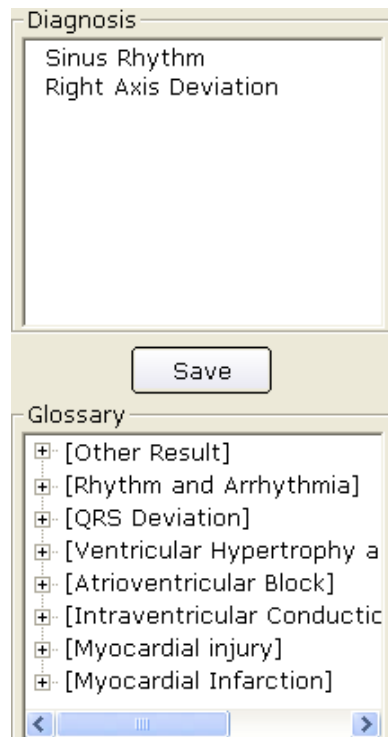 Diagnosis
Sinus Rhythm
Right Axis Deviation
Save
Glossary
[Other Result]
[Rhythm and Arrhythmia]
[QRS Deviation]
[Ventricular Hypertrophy a
[Atrioventricular Block]
[Intraventricular Conductic
[Myocardial injury]
[Myocardial Infarction]